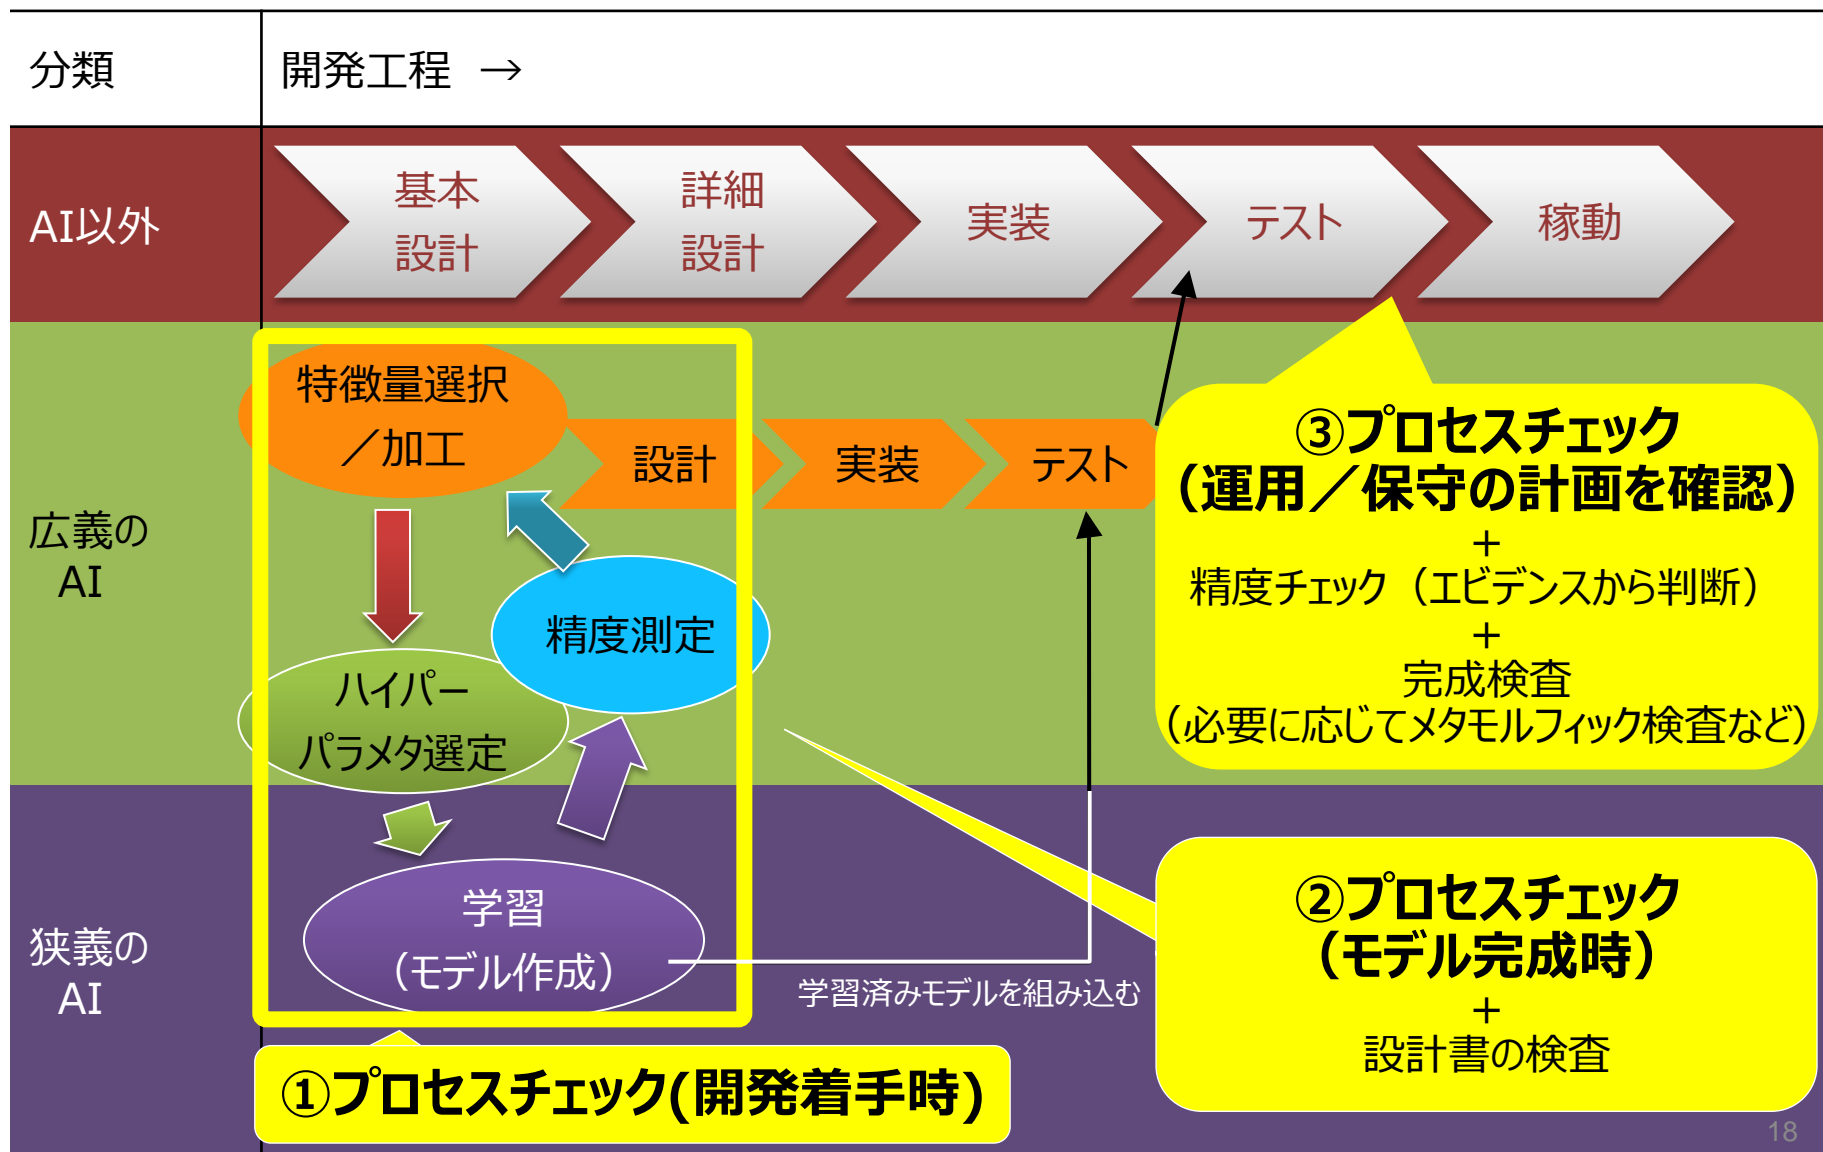 分類
開発工程 →
AI以外
基本
設計
詳細
設計
実装
テスト
稼動
広義の
AI
特徴量選択
／加工
設計
実装
テスト
精度測定
ハイパー
パラメタ選定
③プロセスチェック
（運用／保守の計画を確認）
+
精度チェック（エビデンスから判断）
+
完成検査
（必要に応じてメタモルフィック検査など）
狭義の
AI
学習
（モデル作成）
学習済みモデルを組み込む
②プロセスチェック
（モデル完成時）
+
設計書の検査
①プロセスチェック(開発着手時)
18